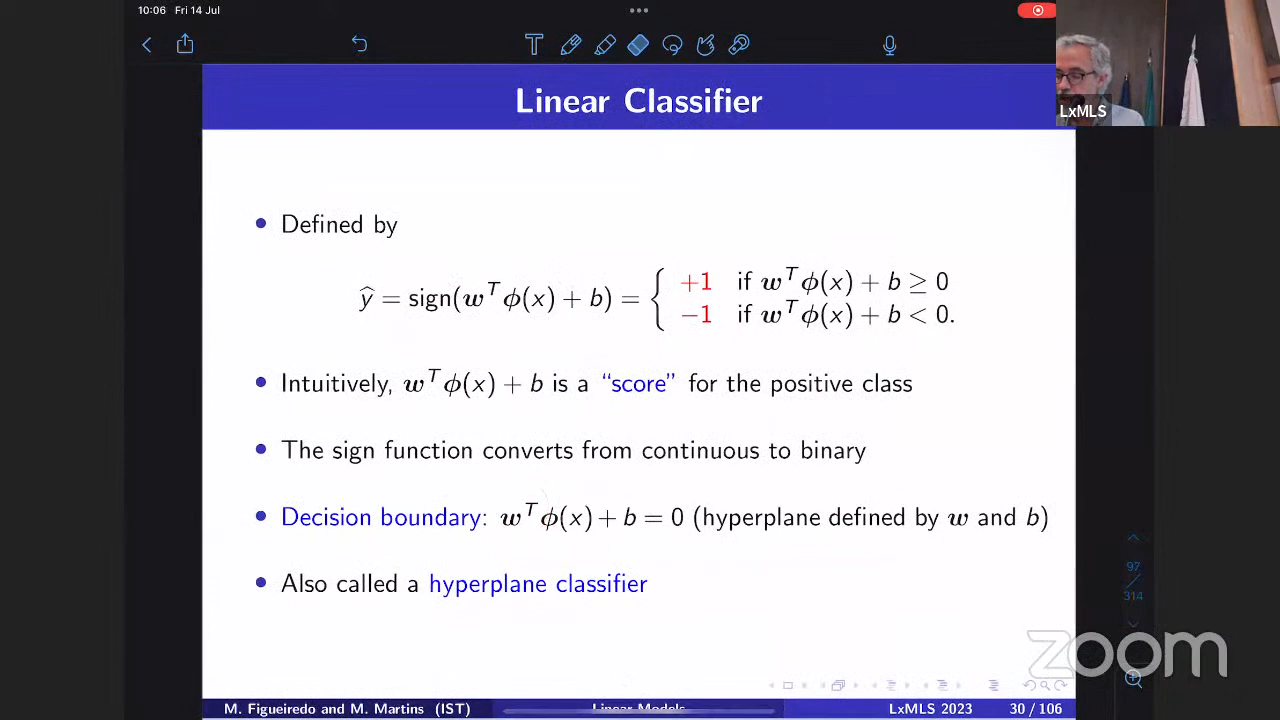 10:06 Fri 14 Jul
LxMLS
Linear Classifier
• Defined by
ŷ = sign(w^T ϕ(x) + b) = { +1 if w^T ϕ(x) + b ≥ 0
−1 if w^T ϕ(x) + b < 0.
• Intuitively, w^T ϕ(x) + b is a “score” for the positive class
• The sign function converts from continuous to binary
• Decision boundary: w^T ϕ(x) + b = 0 (hyperplane defined by w and b)
• Also called a hyperplane classifier
97
314
zoom
M. Figueiredo and M. Martins (IST) Linear Models LxMLS 2023 30 / 106